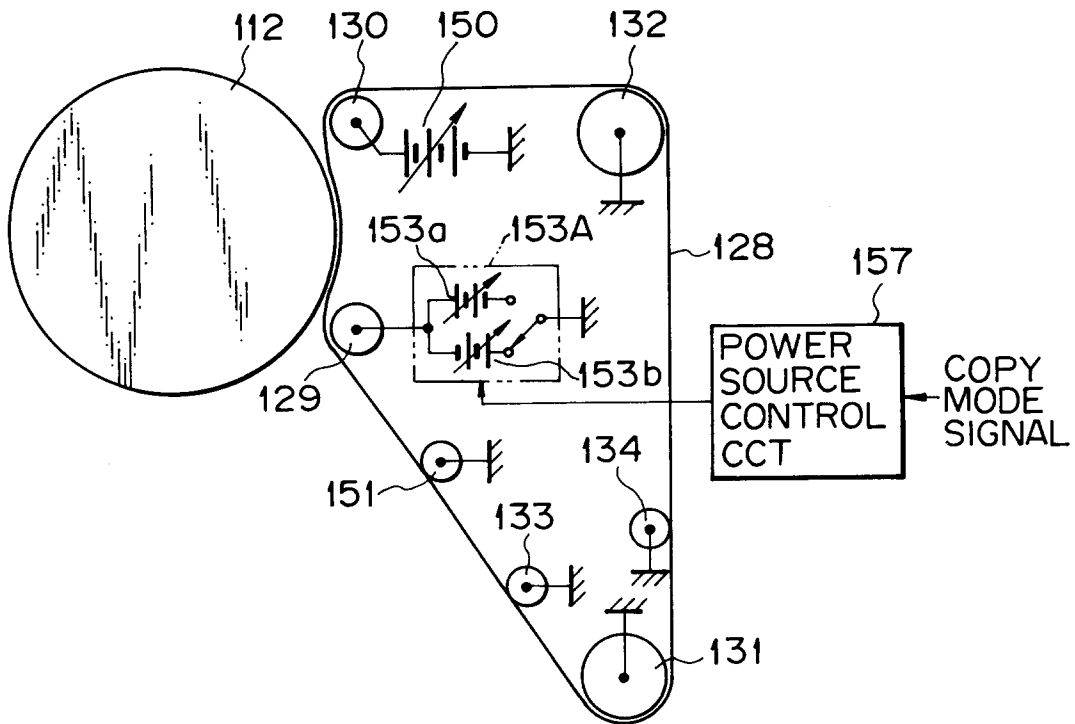 112
130
150
132
153a
153A
128
157
129
153b
POWER
SOURCE
CONTROL
CCT
COPY
MODE
SIGNAL
151
134
133
131